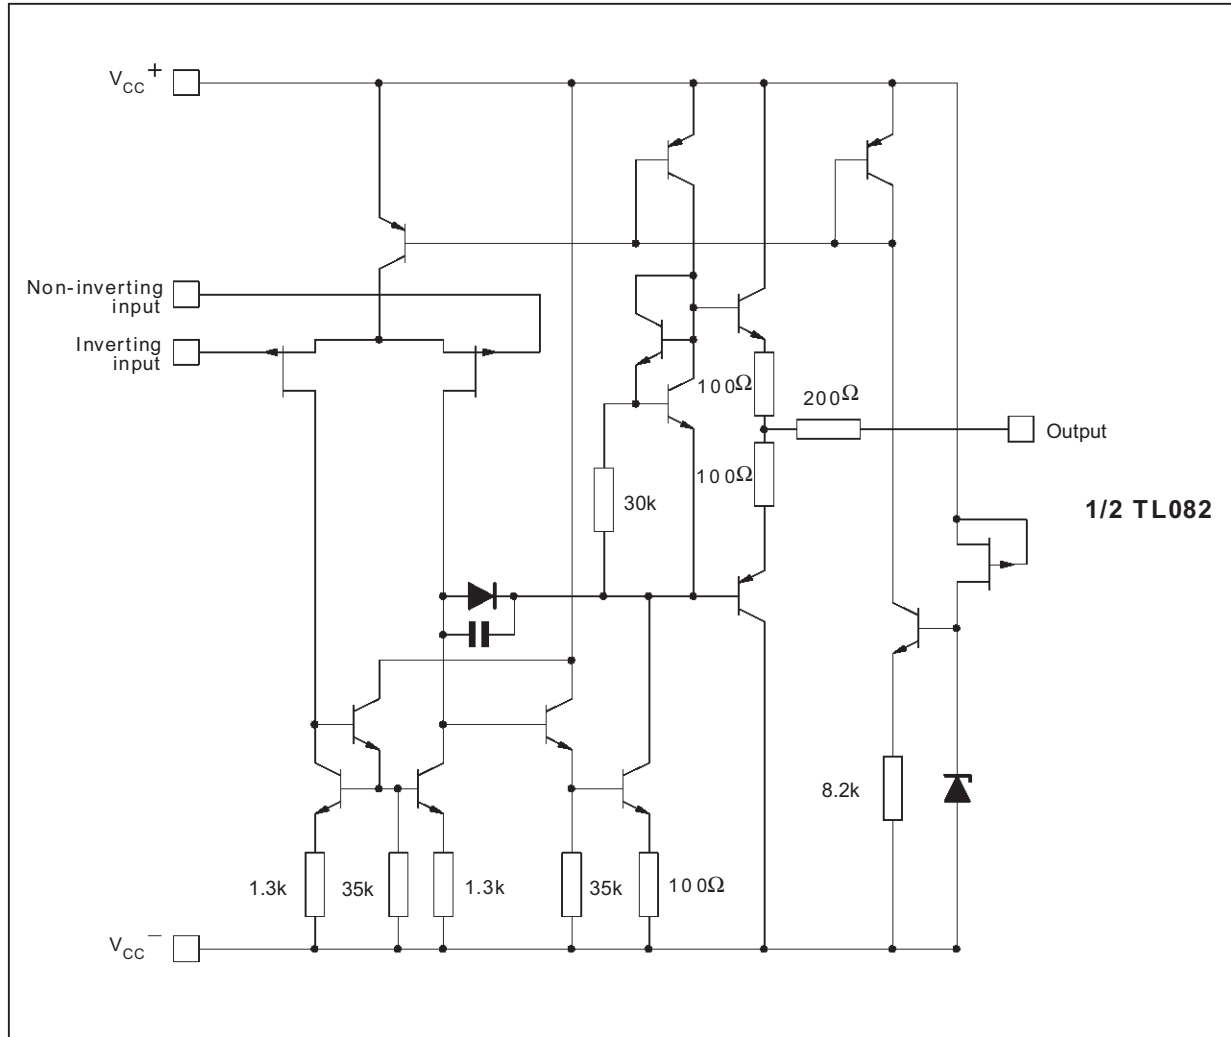 VCC+
Non-inverting
input
Inverting
input
100Ω
200Ω
Output
100Ω
30k
1/2 TL082
8.2k
1.3k
35k
1.3k
35k
100Ω
VCC−